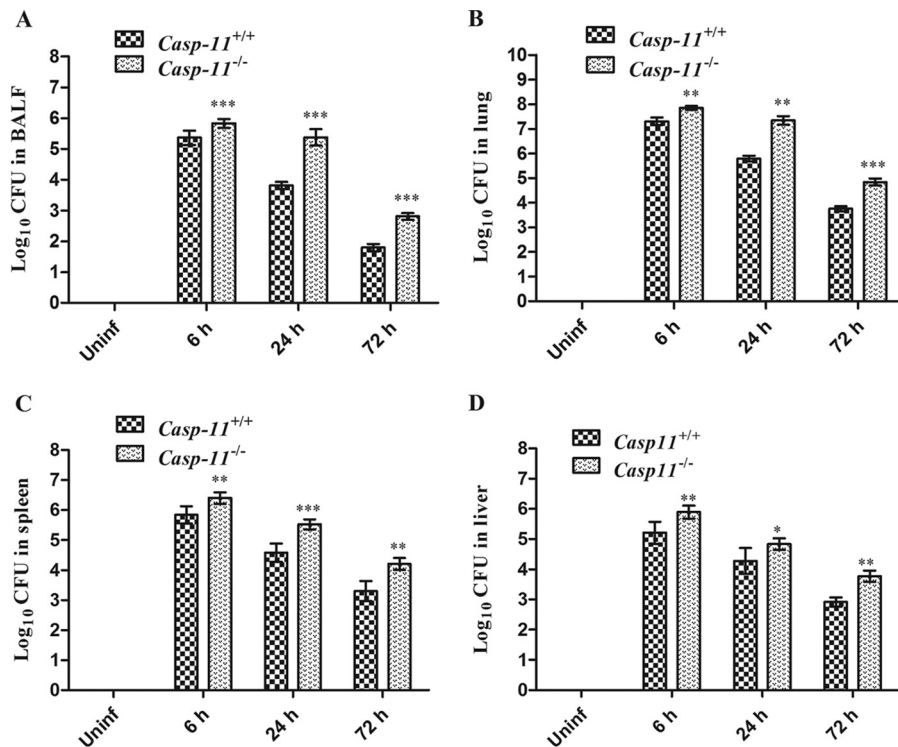 A
Casp-11+/+
Casp-11-/-
Log10 CFU in BALF
8
7
6
5
4
3
2
1
0
***
***
***
Uninf
6 h
24 h
72 h
B
Casp-11+/+
Casp-11-/-
Log10 CFU in lung
10
9
8
7
6
5
4
3
2
1
0
**
**
***
Uninf
6 h
24 h
72 h
C
Casp-11+/+
Casp-11-/-
Log10 CFU in spleen
8
7
6
5
4
3
2
1
0
**
***
**
Uninf
6 h
24 h
72 h
D
Casp11+/+
Casp11-/-
Log10 CFU in liver
8
7
6
5
4
3
2
1
0
**
*
**
Uninf
6 h
24 h
72 h